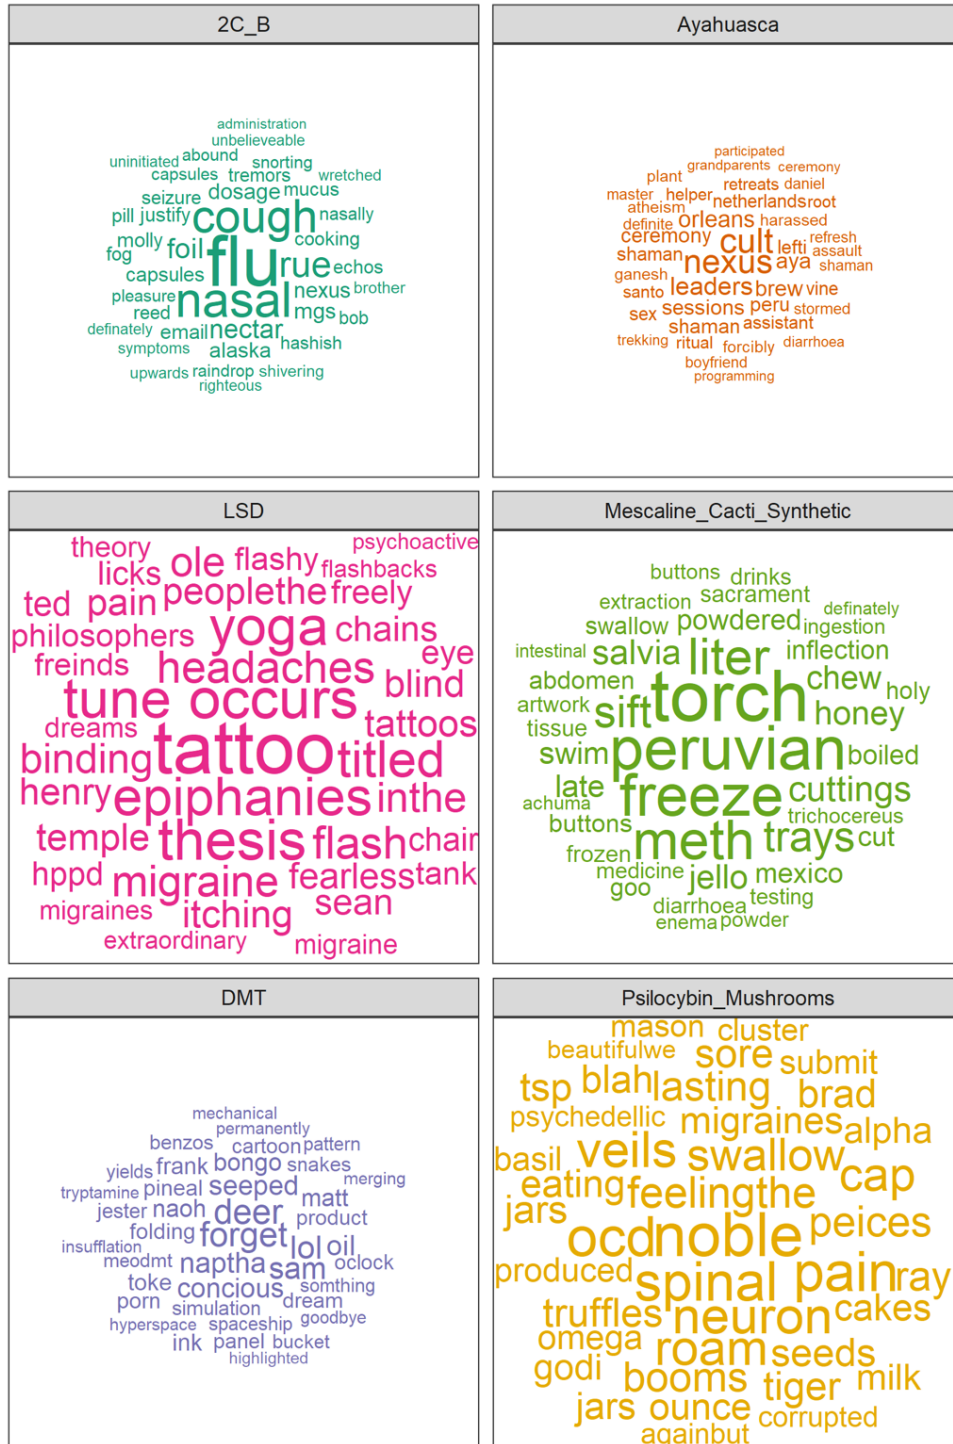 2C_B
administration
unbelieveable
uninitiated abound snorting
capsules tremors wretched
seizure dosage mucus
pill justify cough nasally
molly foil flu rue cooking
fog echos
capsules nexus brother
pleasure nasal mgs bob
reed
definately email nectar hashish
symptoms alaska
upwards raindrop shivering
righteous
Ayahuasca
participated
grandparents ceremony
plant retreats daniel
master helper netherlands root
atheism
definite orleans harassed
ceremony cult lefti refresh
assault
shaman nexus aya shaman
ganesh leaders brew vine
santo
sex sessions peru stormed
shaman assistant
trekking ritual forcibly diarrhoea
boyfriend
programming
LSD
theory psychoactive
licks ole flashy flashbacks
ted pain peoplethe freely
philosophers yoga chains
freinds headaches eye
tune occurs blind
dreams tattoos
binding tattoo titled
henry epiphanies inthe
temple thesis flash chair
hppd migraine fearless tank
migraines itching sean
extraordinary migraine
Mescaline_Cacti_Synthetic
buttons drinks
extraction sacrament definately
swallow powdered ingestion
intestinal salvia liter inflection
abdomen torch chew holy
artwork sift honey
tissue
swim peruvian boiled
late freeze cuttings
achuma trichocereus
buttons meth trays cut
frozen
medicine jello mexico
goo testing
diarrhoea
enema powder
DMT
mechanical
permanently
benzos cartoon pattern
yields frank bongo snakes
merging
tryptamine pineal seeped matt
jester naoh deer product
folding forget lol oil
insufflation
meodmt naptha sam oclock
toke concious somthing
porn simulation dream
hyperspace spaceship goodbye
ink panel bucket
highlighted
Psilocybin_Mushrooms
mason cluster
beautifulwe sore submit
tsp blah lasting brad
psychedellic migraines alpha
basil veils swallow cap
eating feelingthe
jars ocd noble peices
produced spinal pain ray
truffles neuron cakes
omega roam seeds
godi booms tiger milk
jars ounce corrupted
againbut